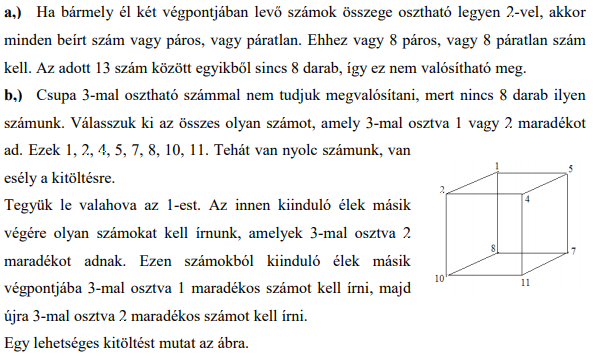 a,) Ha bármely él két végpontjában levő számok összege osztható legyen 2-vel, akkor
minden beírt szám vagy páros, vagy páratlan. Ehhez vagy 8 páros, vagy 8 páratlan szám
kell. Az adott 13 szám között egyikből sincs 8 darab, így ez nem valósítható meg.
b,) Csupa 3-mal osztható számmal nem tudjuk megvalósítani, mert nincs 8 darab ilyen
számunk. Válasszuk ki az összes olyan számot, amely 3-mal osztva 1 vagy 2 maradékot
ad. Ezek 1, 2, 4, 5, 7, 8, 10, 11. Tehát van nyolc számunk, van
esély a kitöltésre.
Tegyük le valahova az 1-est. Az innen kiinduló élek másik
végére olyan számokat kell írnunk, amelyek 3-mal osztva 2
maradékot adnak. Ezen számokból kiinduló élek másik
végpontjába 3-mal osztva 1 maradékos számot kell írni, majd
újra 3-mal osztva 2 maradékos számot kell írni.
Egy lehetséges kitöltést mutat az ábra.
1
5
2
4
8
7
10
11